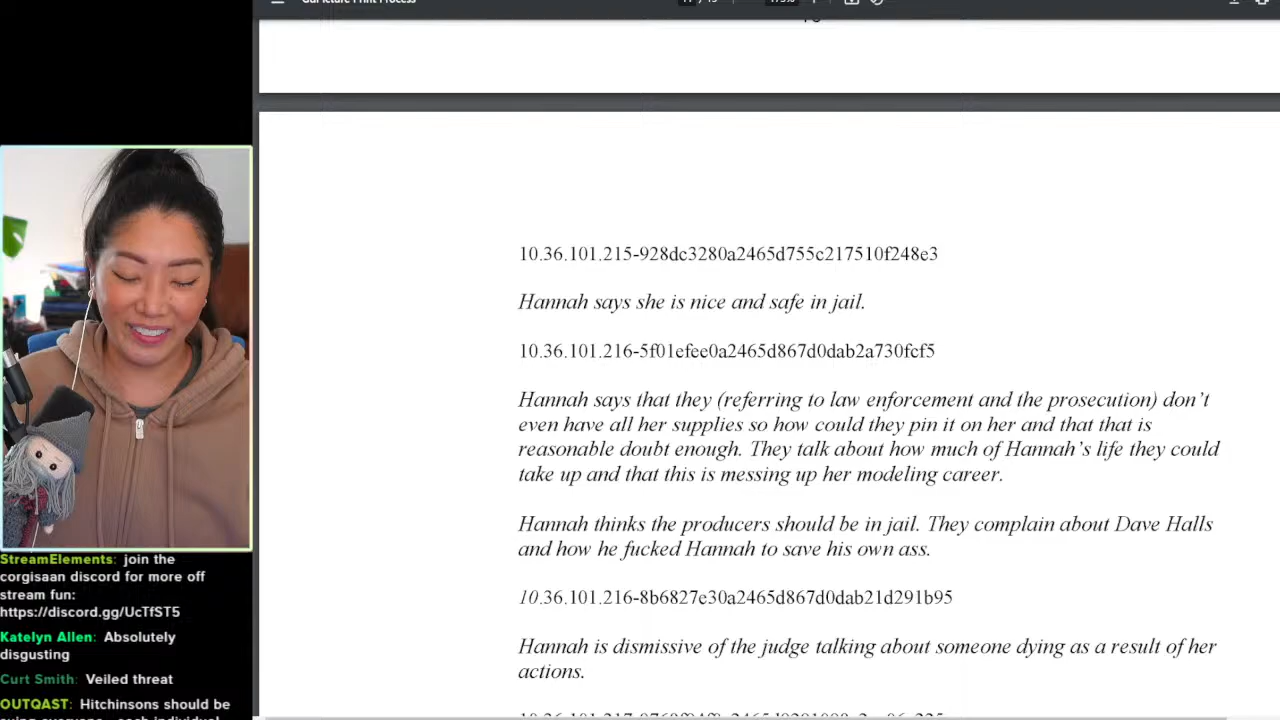 10.36.101.215-928dc3280a2465d755c217510f248e3
Hannah says she is nice and safe in jail.
10.36.101.216-5f01efee0a2465d867d0dab2a730fcf5
Hannah says that they (referring to law enforcement and the prosecution) don't
even have all her supplies so how could they pin it on her and that that is
reasonable doubt enough. They talk about how much of Hannah's life they could
take up and that this is messing up her modeling career.
Hannah thinks the producers should be in jail. They complain about Dave Halls
and how he fucked Hannah to save his own ass.
10.36.101.216-8b6827e30a2465d867d0dab21d291b95
Hannah is dismissive of the judge talking about someone dying as a result of her
actions.
StreamElements: join the
corgisaan discord for more off
stream fun:
https://discord.gg/UcTfST5
Katelyn Allen: Absolutely
disgusting
Curt Smith: Veiled threat
OUTQAST: Hitchinsons should be